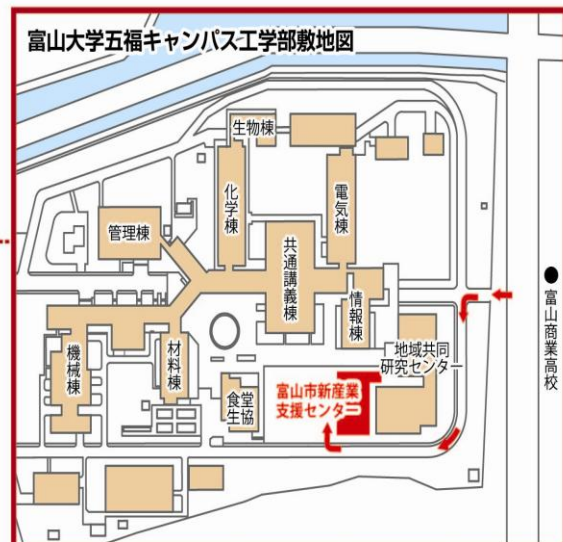 富山大学五福キャンパス工学部敷地図
生物棟
化学棟
電気棟
管理棟
共通講義棟
情報棟
機械棟
材料棟
地域共同
研究センター
食堂
生協
富山市新産業
支援センター
●富山商業高校